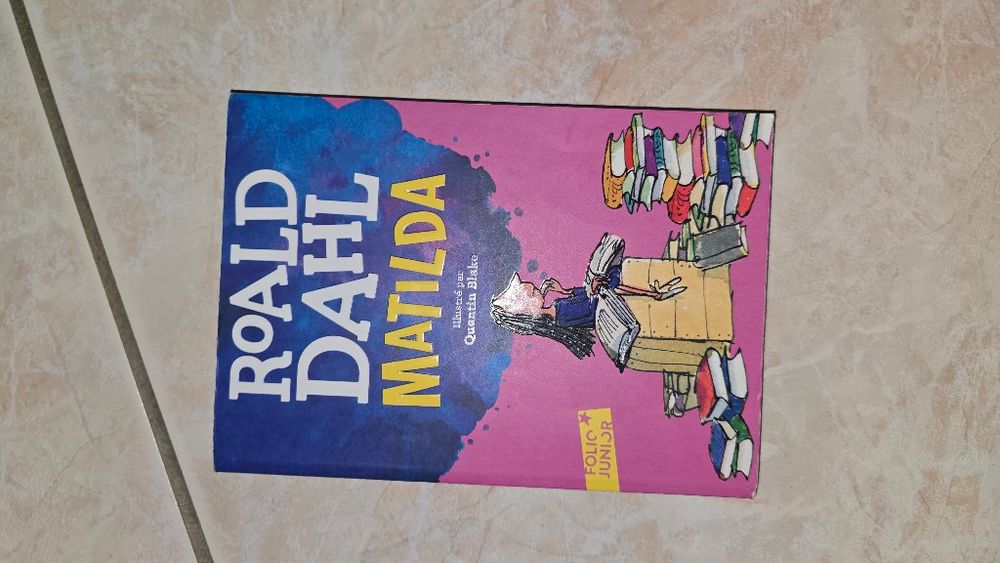 ROALD
DAHL
MATILDA
Illustré par
Quentin Blake
FOLIO
JUNIOR